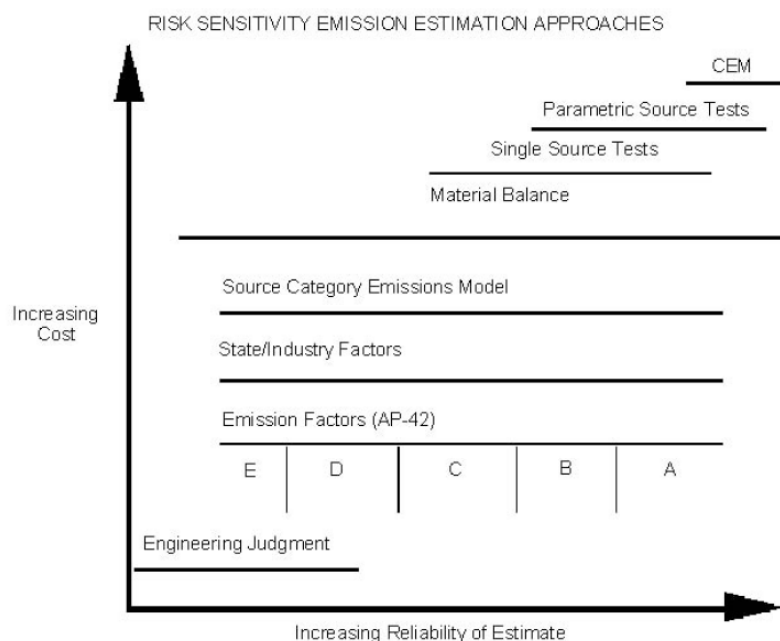 RISK SENSITIVITY EMISSION ESTIMATION APPROACHES
CEM
Parametric Source Tests
Single Source Tests
Material Balance
Source Category Emissions Model
Increasing
Cost
State/Industry Factors
Emission Factors (AP-42)
E D C B A
Engineering Judgment
Increasing Reliability of Estimate